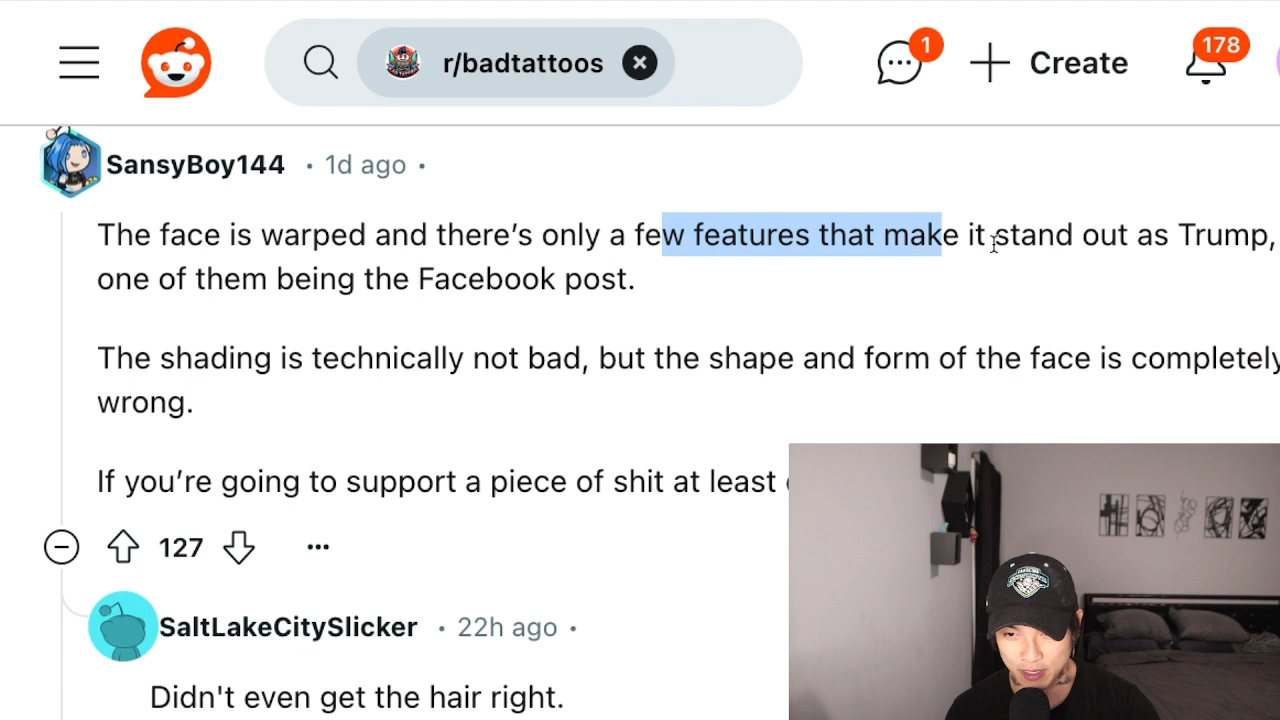 r/badtattoos
1
Create
178
SansyBoy144 • 1d ago •
The face is warped and there’s only a few features that make it stand out as Trump,
one of them being the Facebook post.
The shading is technically not bad, but the shape and form of the face is completely
wrong.
If you’re going to support a piece of shit at least
127
SaltLakeCitySlicker • 22h ago •
Didn't even get the hair right.